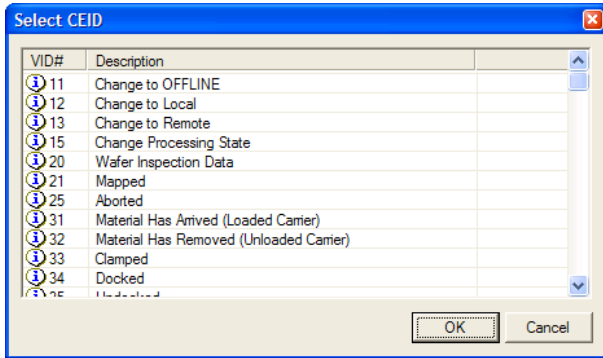 Select CEID
VID# Description
11 Change to OFFLINE
12 Change to Local
13 Change to Remote
15 Change Processing State
20 Wafer Inspection Data
21 Mapped
25 Aborted
31 Material Has Arrived (Loaded Carrier)
32 Material Has Removed (Unloaded Carrier)
33 Clamped
34 Docked
35 Undocked
OK Cancel